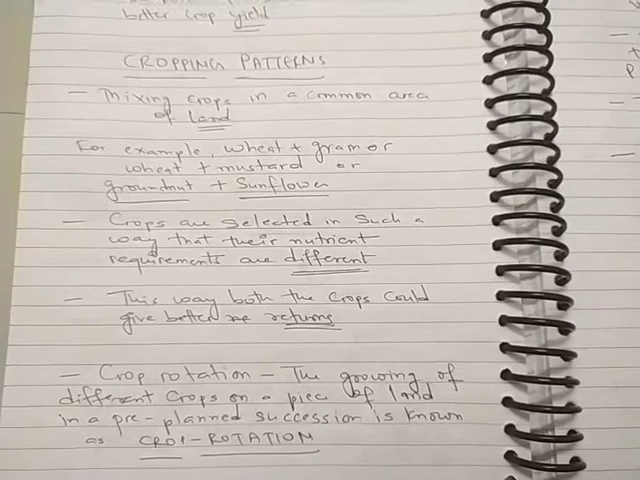 better crop yield
CROPPING PATTERNS
- Mixing crops in a common area
of land
For example, wheat + gram or
wheat + mustard or
groundnut + Sunflower
- Crops are selected in such a
way that their nutrient
requirements are different
- This way both the crops could
give better returns
- Crop rotation - The growing of
different crops on a piece of land
in a pre-planned succession is known
as CROP-ROTATION